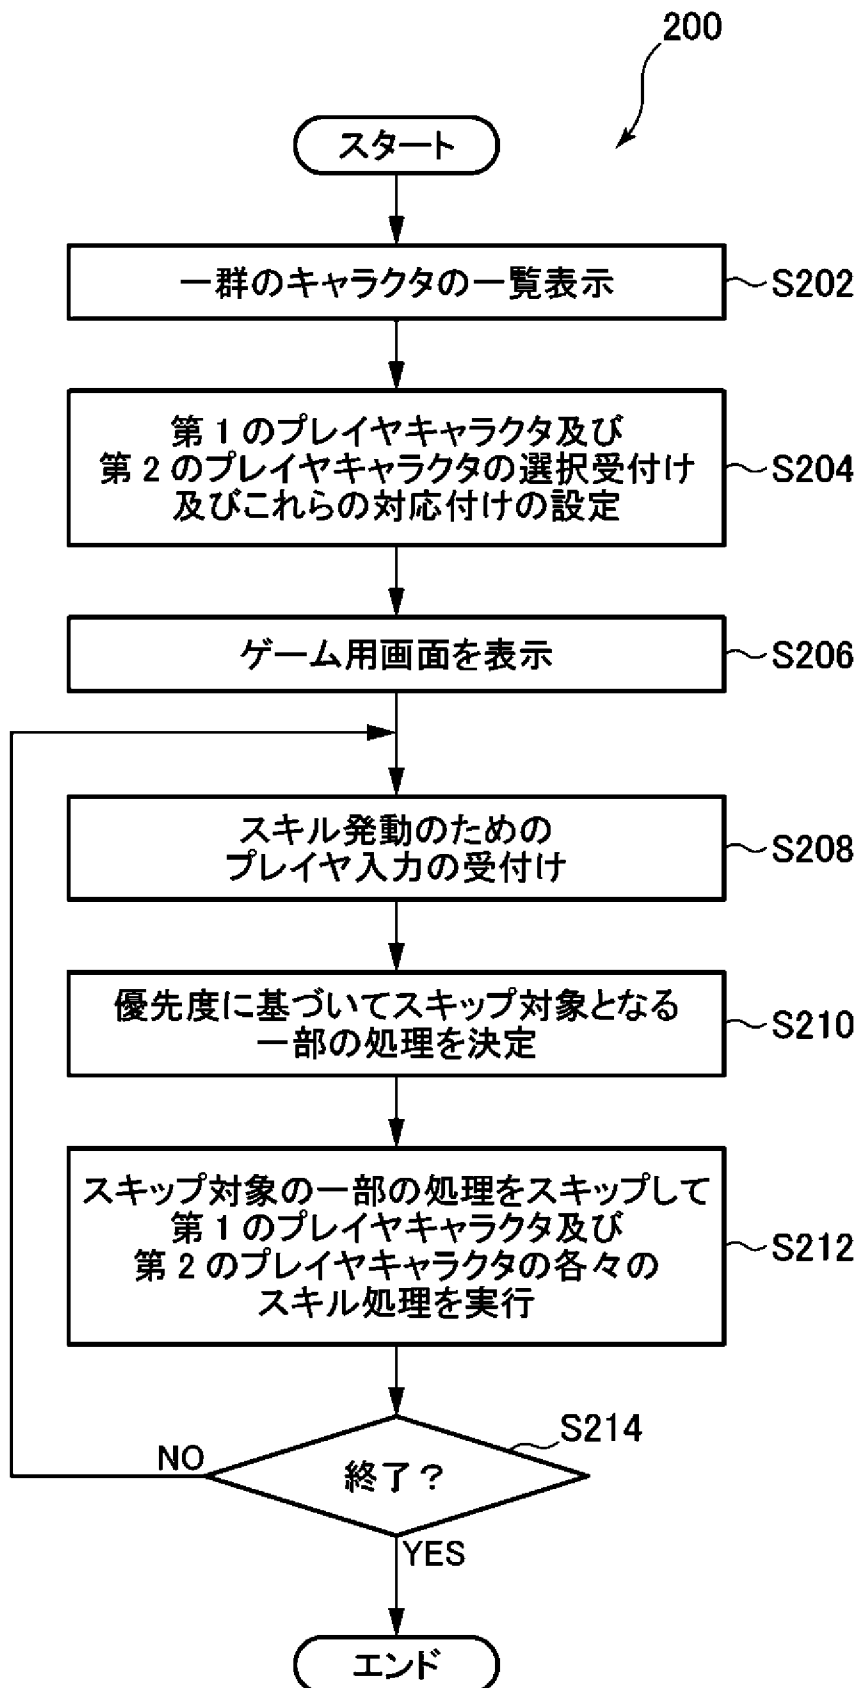 200
スタート
一群のキャラクタの一覧表示
S202
第１のプレイヤキャラクタ及び
第２のプレイヤキャラクタの選択受付け
及びこれらの対応付けの設定
S204
ゲーム用画面を表示
S206
スキル発動のための
プレイヤ入力の受付け
S208
優先度に基づいてスキップ対象となる
一部の処理を決定
S210
スキップ対象の一部の処理をスキップして
第１のプレイヤキャラクタ及び
第２のプレイヤキャラクタの各々の
スキル処理を実行
S212
S214
NO
終了？
YES
エンド